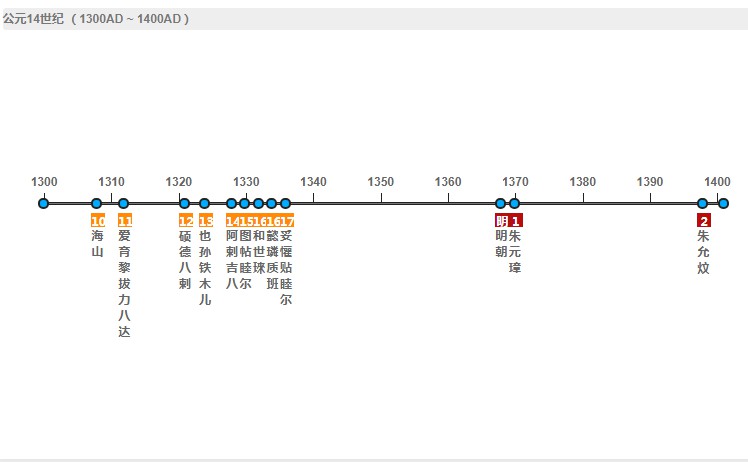 公元14世纪 （1300AD ~ 1400AD）
1300 1310 1320 1330 1340 1350 1360 1370 1380 1390 1400
10 11 12 13 14 15 16 16 17 明 1 2
海山
爱育黎拔力八达
硕德八剌
也孙铁木儿
阿剌吉八
图帖睦尔
和世㻋
懿璘质班
妥懽贴睦尔
明朝
朱元璋
朱允炆